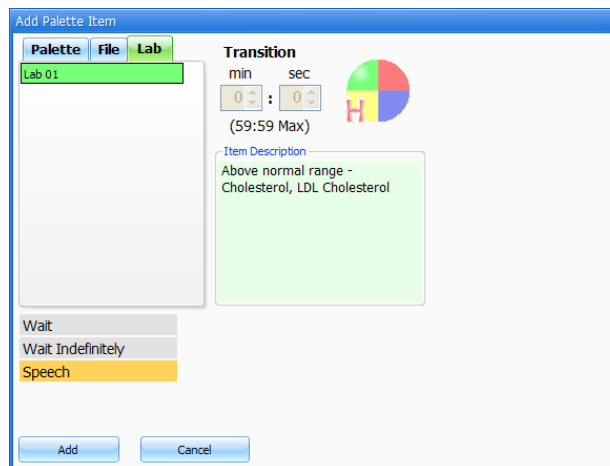 Add Palette Item
Palette File Lab
Lab 01
Transition
min sec
0 : 0
(59:59 Max)
H
Item Description
Above normal range -
Cholesterol, LDL Cholesterol
Wait
Wait Indefinitely
Speech
Add Cancel